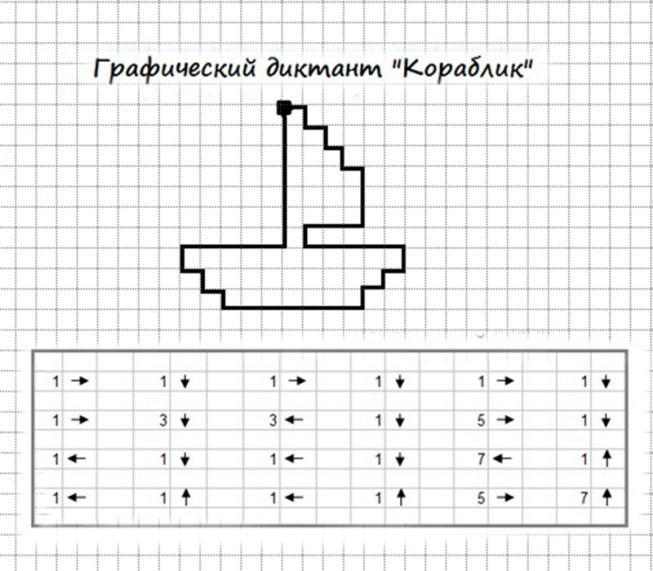 Графический диктант "Кораблик"
1 → 1 ↓ 1 → 1 ↓ 1 → 1 ↓
1 → 3 ↓ 3 ← 1 ↓ 5 → 1 ↓
1 ← 1 ↓ 1 ← 1 ↓ 7 ← 1 ↑
1 ← 1 ↑ 1 ← 1 ↑ 5 → 7 ↑